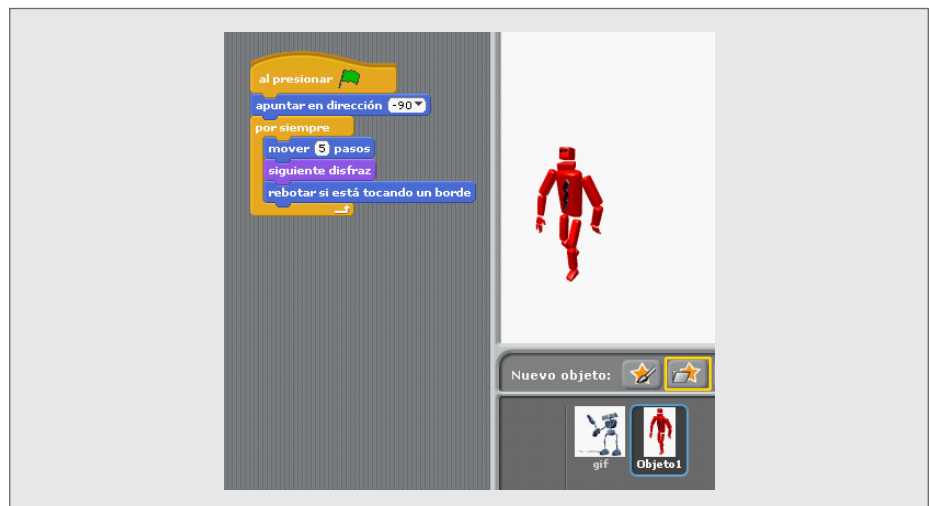 al presionar
apuntar en dirección -90
por siempre
mover 5 pasos
siguiente disfraz
rebotar si está tocando un borde
Nuevo objeto:
gif
Objeto1